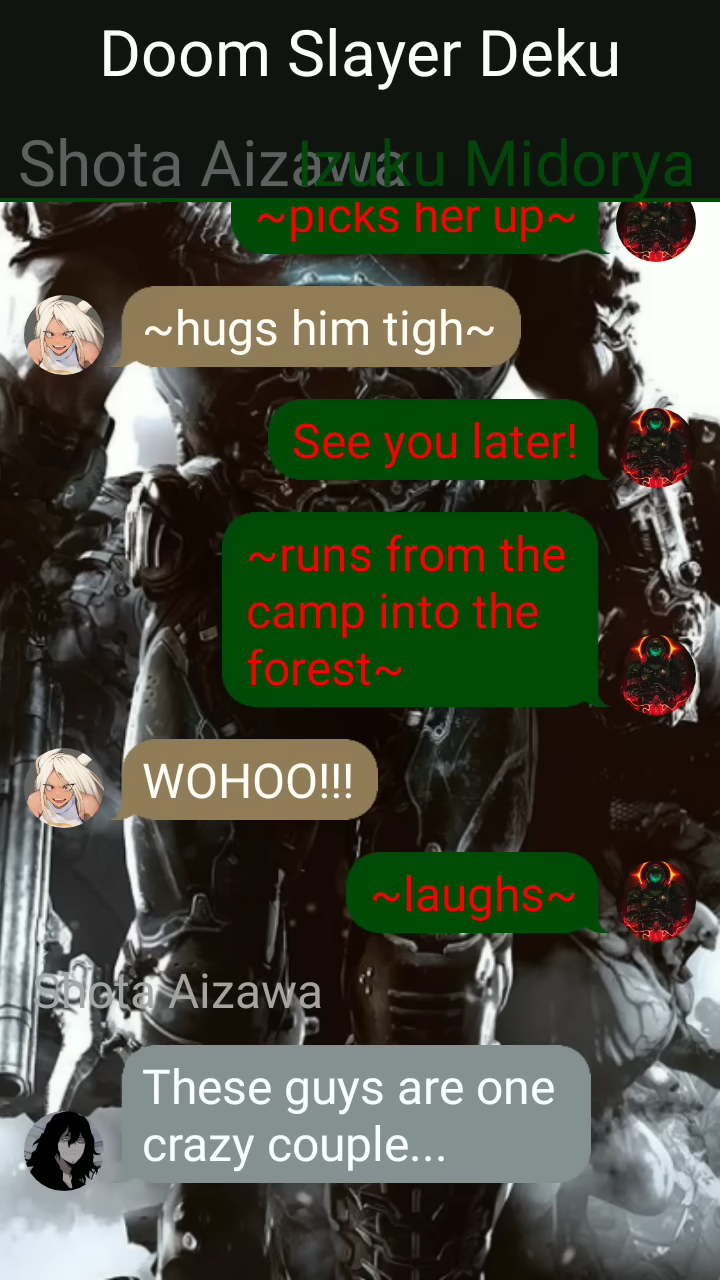 Doom Slayer Deku
Shota Aizawa
Izuku Midorya
~picks her up~
~hugs him tigh~
See you later!
~runs from the
camp into the
forest~
WOHOO!!!
~laughs~
Shota Aizawa
These guys are one
crazy couple...